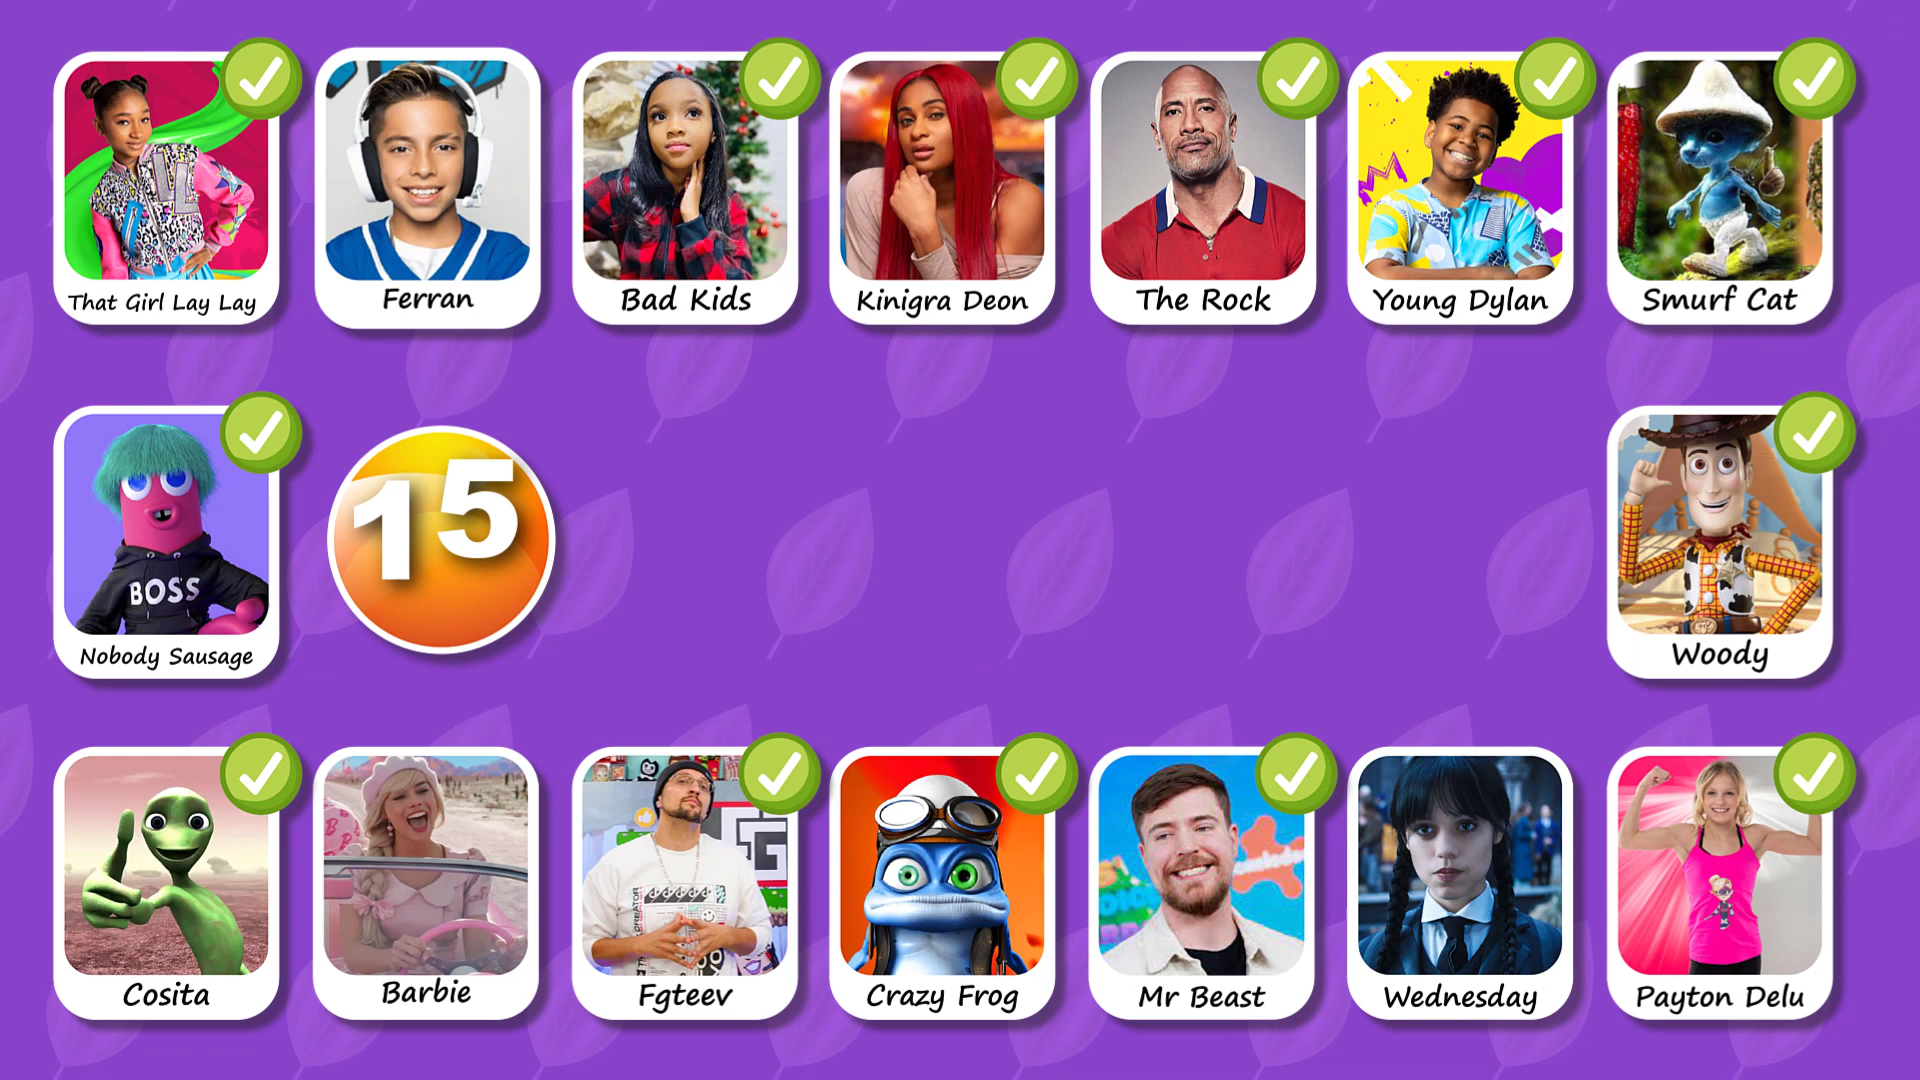 That Girl Lay Lay
Ferran
Bad Kids
Kinigra Deon
The Rock
Young Dylan
Smurf Cat
BOSS
Nobody Sausage
15
Woody
Cosita
Barbie
Fgteev
Crazy Frog
Mr Beast
Wednesday
Payton Delu